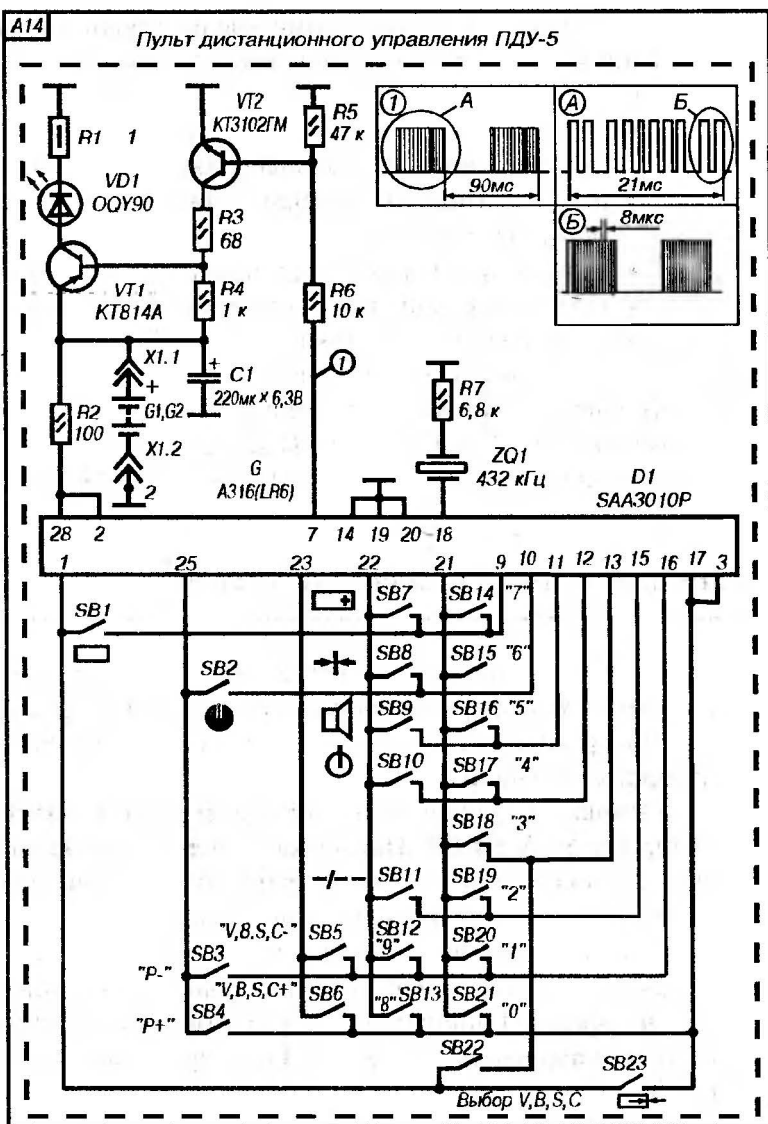 A14
Пульт дистанционного управления ПДУ-5
R1 1
VD1
OQY90
VT2
КТ3102ГМ
R5
47 к
R3
68
VT1
КТ814А
R4
1 к
R6
10 к
1
А
90мс
А
Б
21мс
Б
8мкс
X1.1
+
G1,G2
X1.2
2
R2
100
+
C1
220мк × 6,3В
1
G
А316(LR6)
R7
6,8 к
ZQ1
432 кГц
D1
SAA3010P
28 2 7 14 19 20 18
1 25 23 22 21 9 10 11 12 13 15 16 17 3
SB1
SB7
SB14 "7"
+
SB2
SB8
SB15 "6"
SB9
SB16 "5"
SB10
SB17 "4"
SB18 "3"
-/--
SB11
SB19 "2"
"V,B,S,C-"
SB3
SB5
SB12
"9"
SB20 "1"
"P-"
"V,B,S,C+"
SB4
SB6
"8" SB13
SB21 "0"
"P+"
SB22
SB23
Выбор V,B,S,C